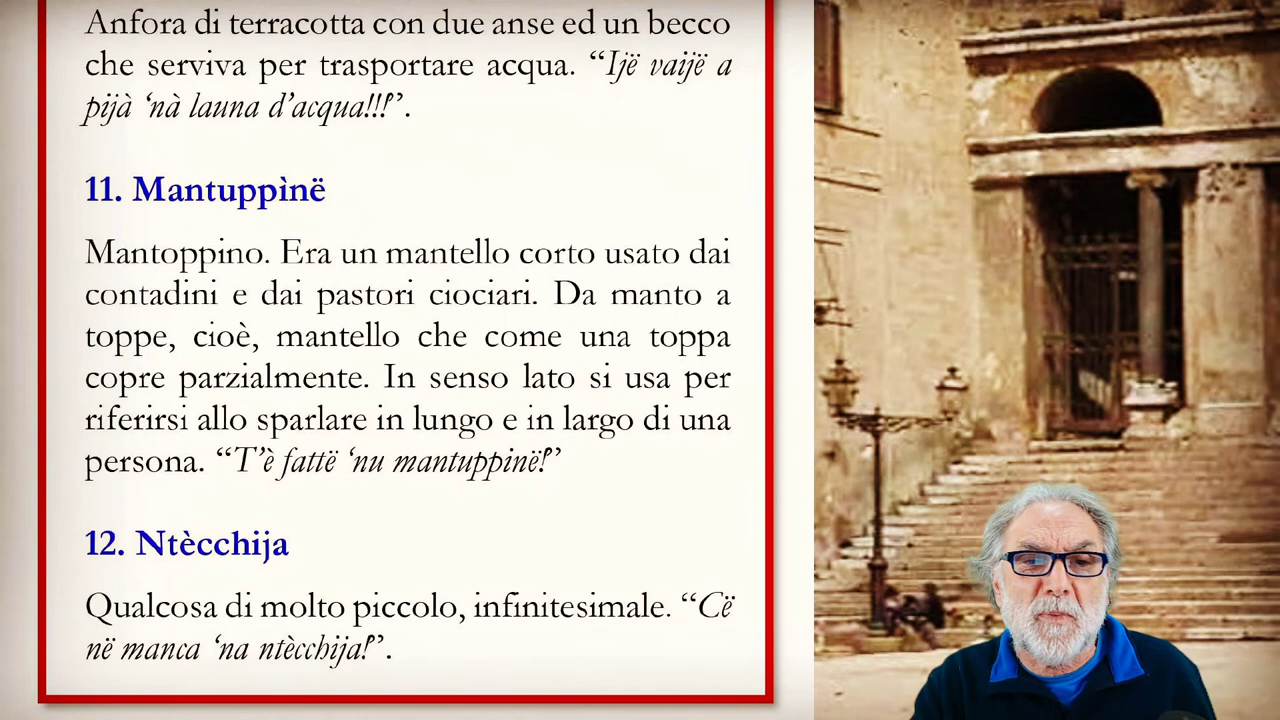 Anfora di terracotta con due anse ed un becco
che serviva per trasportare acqua. “Ijë vaijë a
pijà ‘nà launa d’acqua!!!”.
11. Mantuppìnë
Mantoppino. Era un mantello corto usato dai
contadini e dai pastori ciociari. Da manto a
toppe, cioè, mantello che come una toppa
copre parzialmente. In senso lato si usa per
riferirsi allo sparlare in lungo e in largo di una
persona. “T’è fattë ‘nu mantuppinë!”
12. Ntècchija
Qualcosa di molto piccolo, infinitesimale. “Cë
në manca ‘na ntècchija!”.